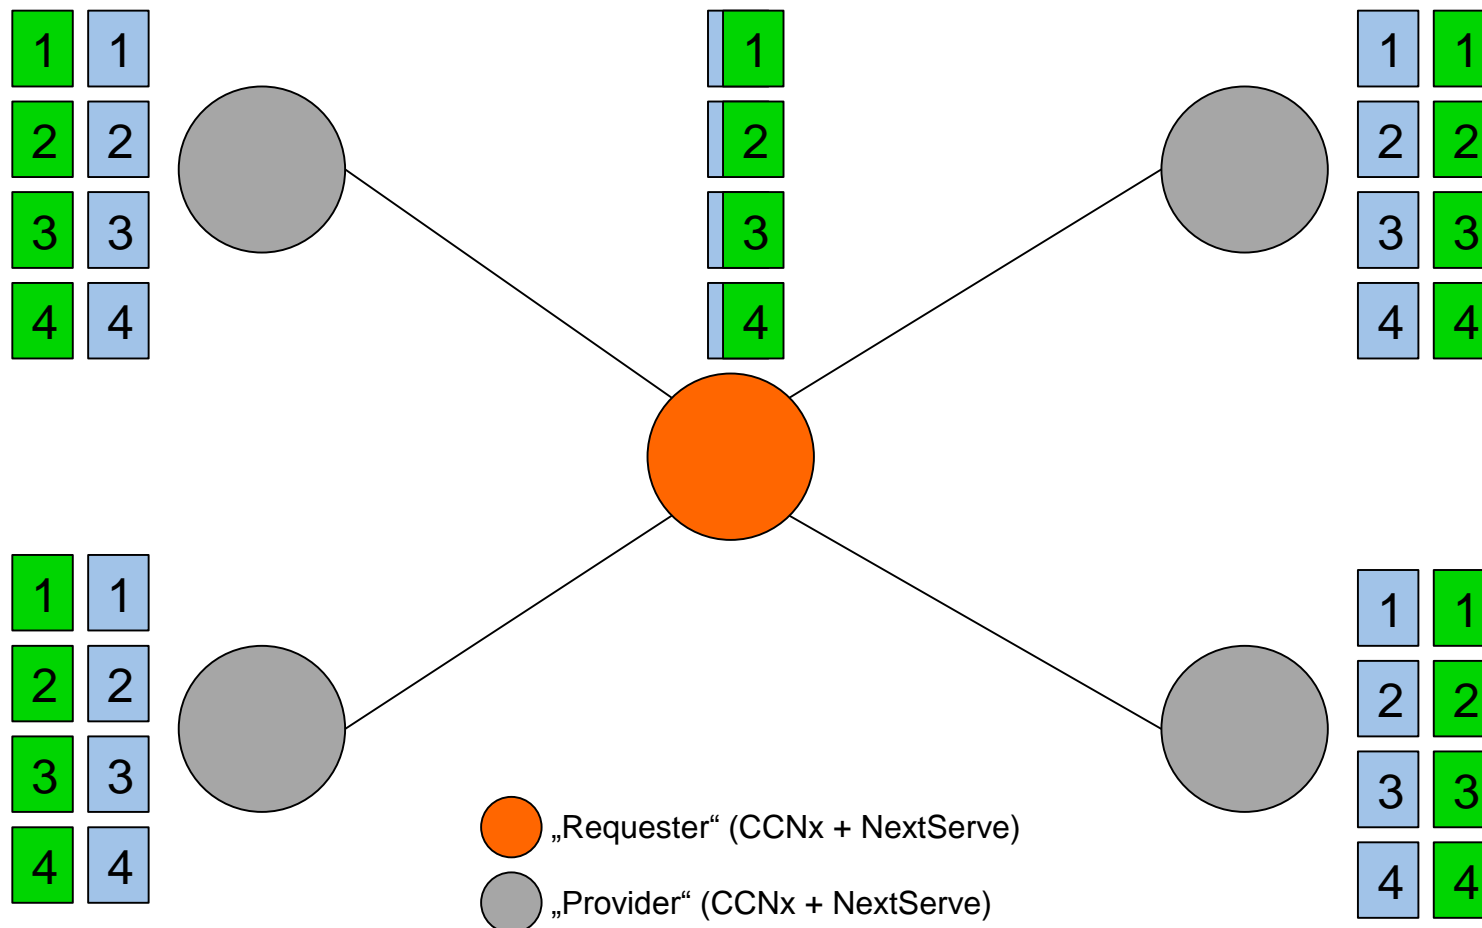 1 1 1 1 1
2 2 2 2 2
3 3 3 3 3
4 4 4 4 4
1 1 1 1
2 2 2 2
3 3 3 3
4 4 4 4
„Requester“ (CCNx + NextServe)
„Provider“ (CCNx + NextServe)